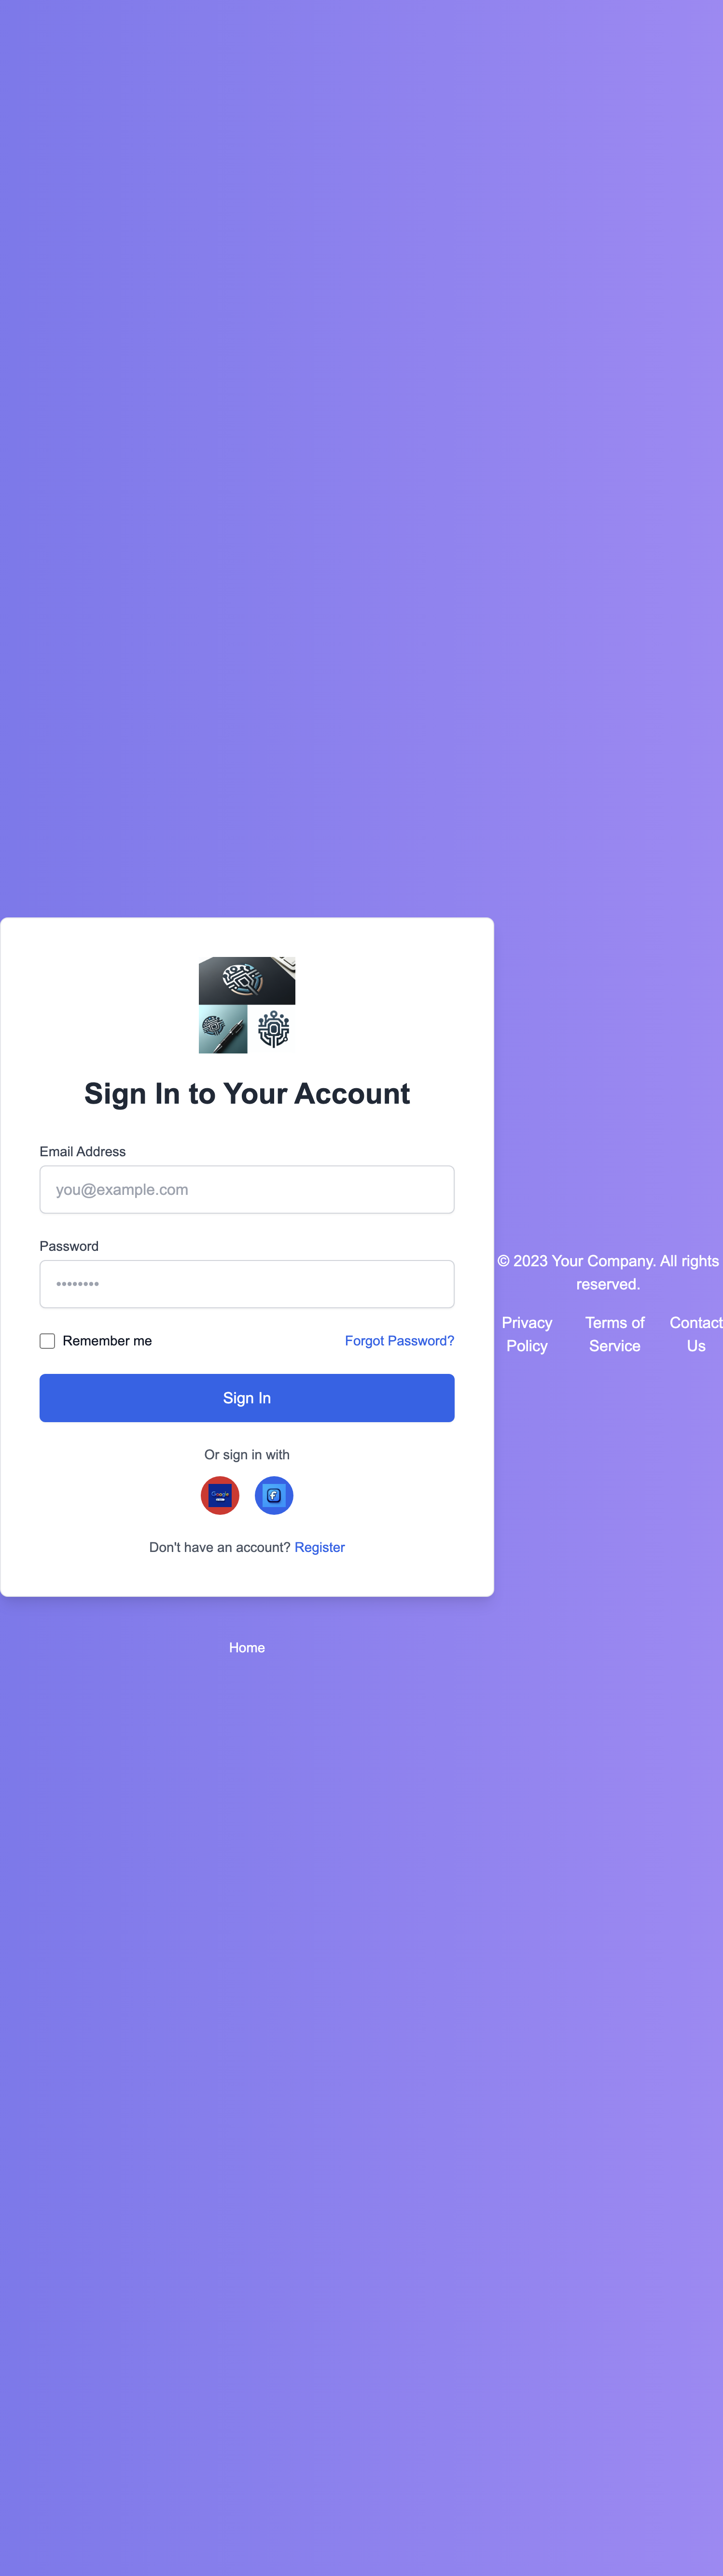 Sign In to Your Account
Email Address
you@example.com
Password
••••••••
Remember me
Forgot Password?
Sign In
Or sign in with
Google
Don't have an account? Register
Home
© 2023 Your Company. All rights
reserved.
Privacy
Policy
Terms of
Service
Contact
Us